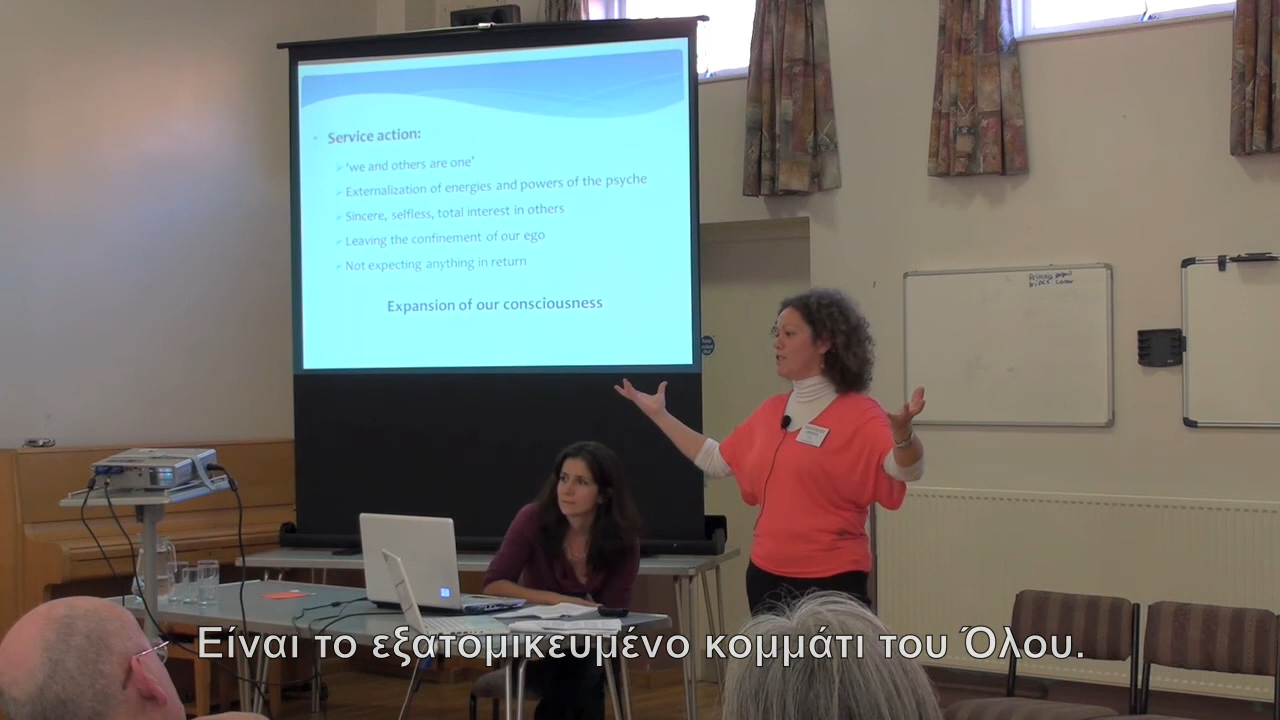 Service action:
'we and others are one'
Externalization of energies and powers of the psyche
Sincere, selfless, total interest in others
Leaving the confinement of our ego
Not expecting anything in return
Expansion of our consciousness
Είναι το εξατομικευμένο κομμάτι του Όλου.